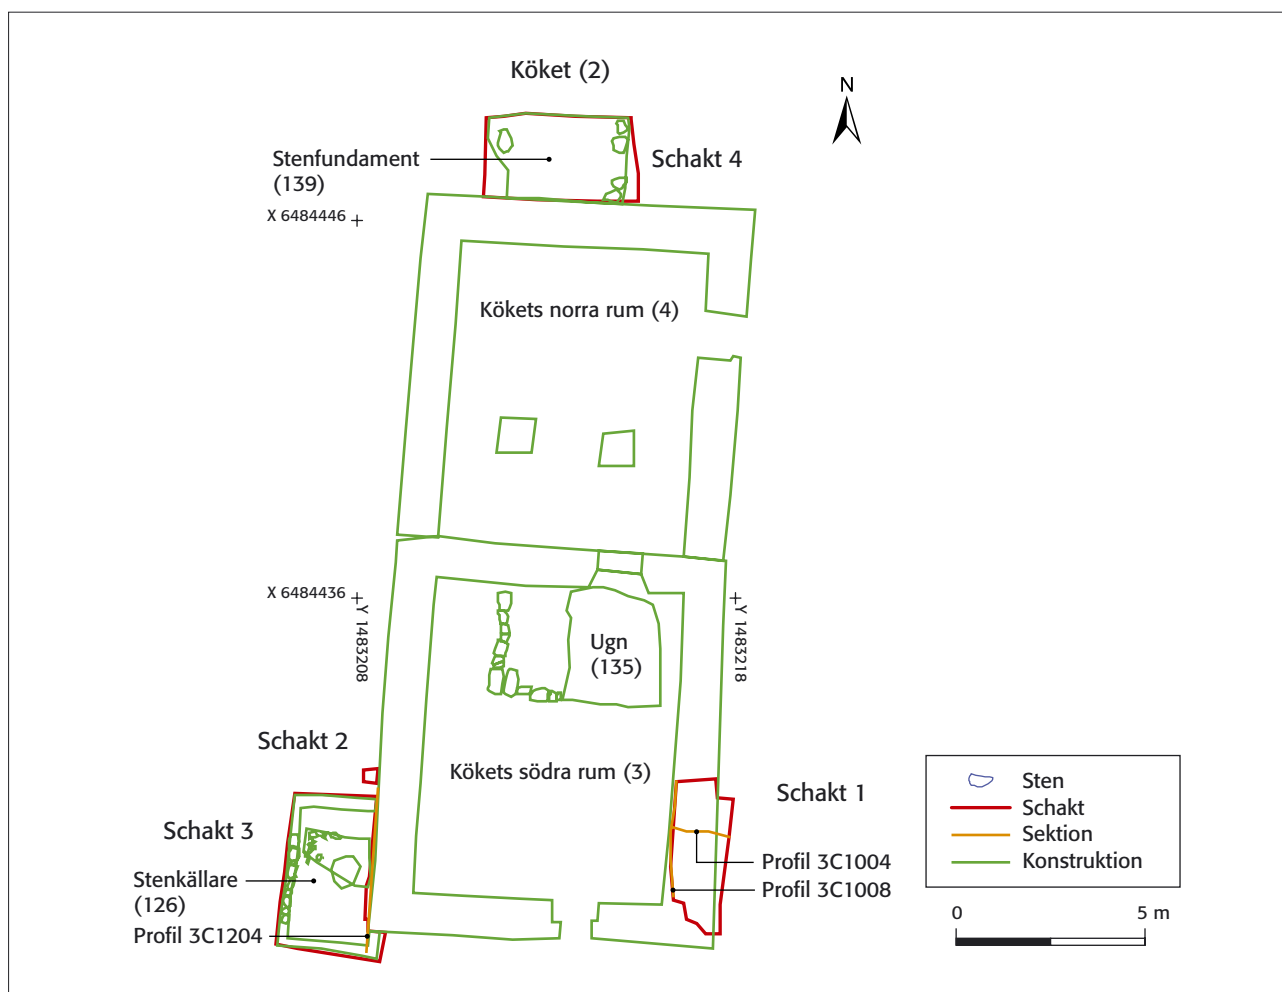 Köket (2)
N
Stenfundament
(139)
Schakt 4
X 6484446
Kökets norra rum (4)
X 6484436
Y 1483208
Y 1483218
Ugn
(135)
Schakt 2
Kökets södra rum (3)
Schakt 1
Schakt 3
Stenkällare
(126)
Profil 3C1204
Profil 3C1004
Profil 3C1008
Sten
Schakt
Sektion
Konstruktion
0 5 m